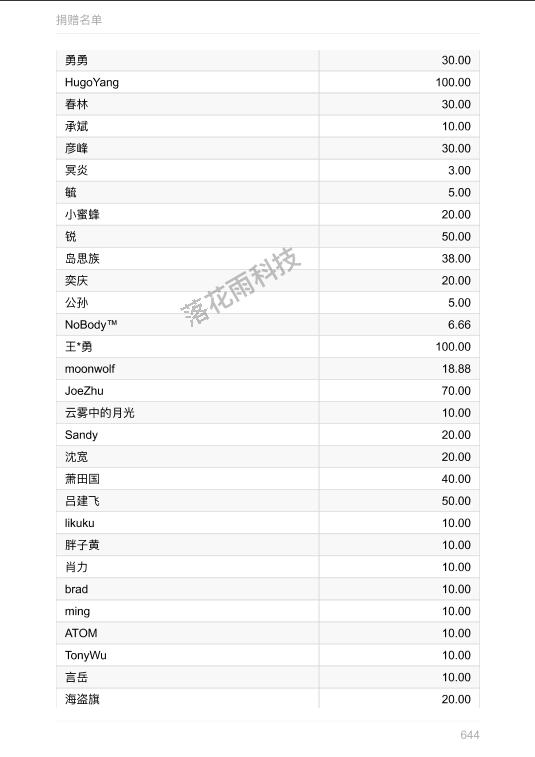 捐赠名单
勇勇 30.00
HugoYang 100.00
春林 30.00
承斌 10.00
彦峰 30.00
冥炎 3.00
毓 5.00
小蜜蜂 20.00
锐 50.00
岛思族 38.00
奕庆 20.00
公孙 5.00
NoBody™ 6.66
王*勇 100.00
moonwolf 18.88
JoeZhu 70.00
云雾中的月光 10.00
Sandy 20.00
沈宽 20.00
萧田国 40.00
吕建飞 50.00
likuku 10.00
胖子黄 10.00
肖力 10.00
brad 10.00
ming 10.00
ATOM 10.00
TonyWu 10.00
言岳 10.00
海盗旗 20.00
落花雨科技
644